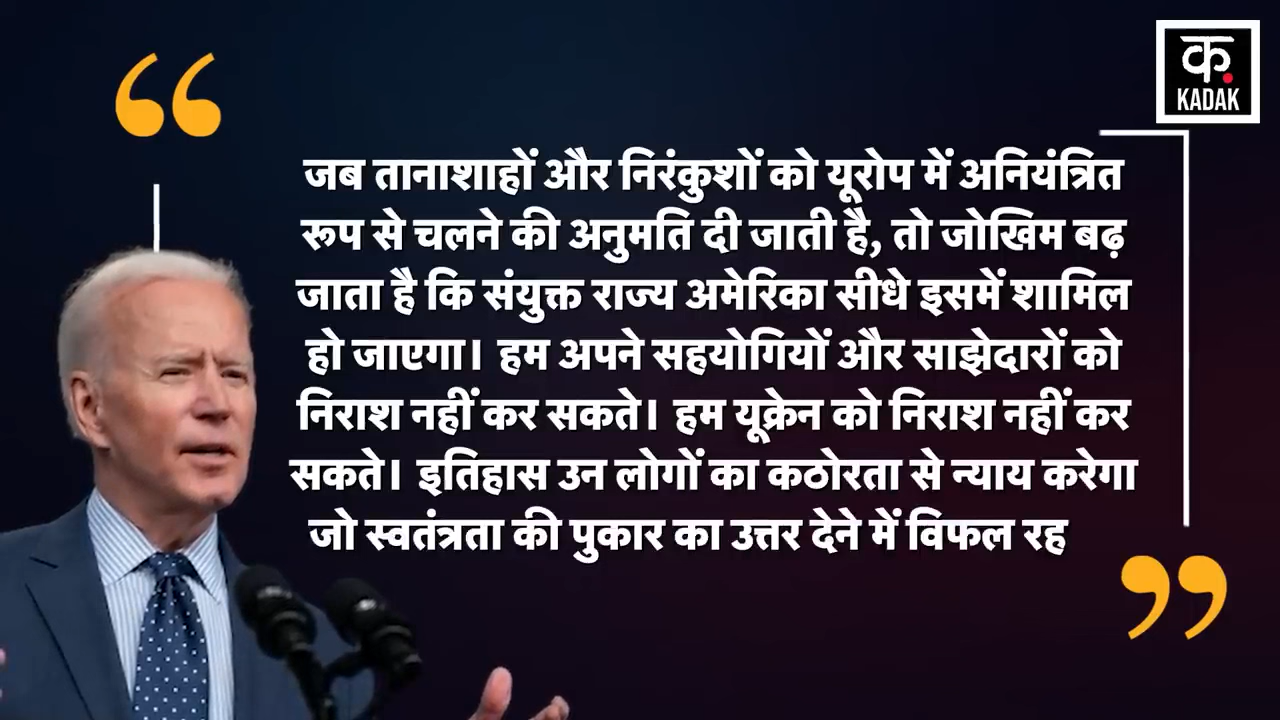 क.
KADAK
जब तानाशाहों और निरंकुशों को यूरोप में अनियंत्रित
रूप से चलने की अनुमति दी जाती है, तो जोखिम बढ़
जाता है कि संयुक्त राज्य अमेरिका सीधे इसमें शामिल
हो जाएगा। हम अपने सहयोगियों और साझेदारों को
निराश नहीं कर सकते। हम यूक्रेन को निराश नहीं कर
सकते। इतिहास उन लोगों का कठोरता से न्याय करेगा
जो स्वतंत्रता की पुकार का उत्तर देने में विफल रह